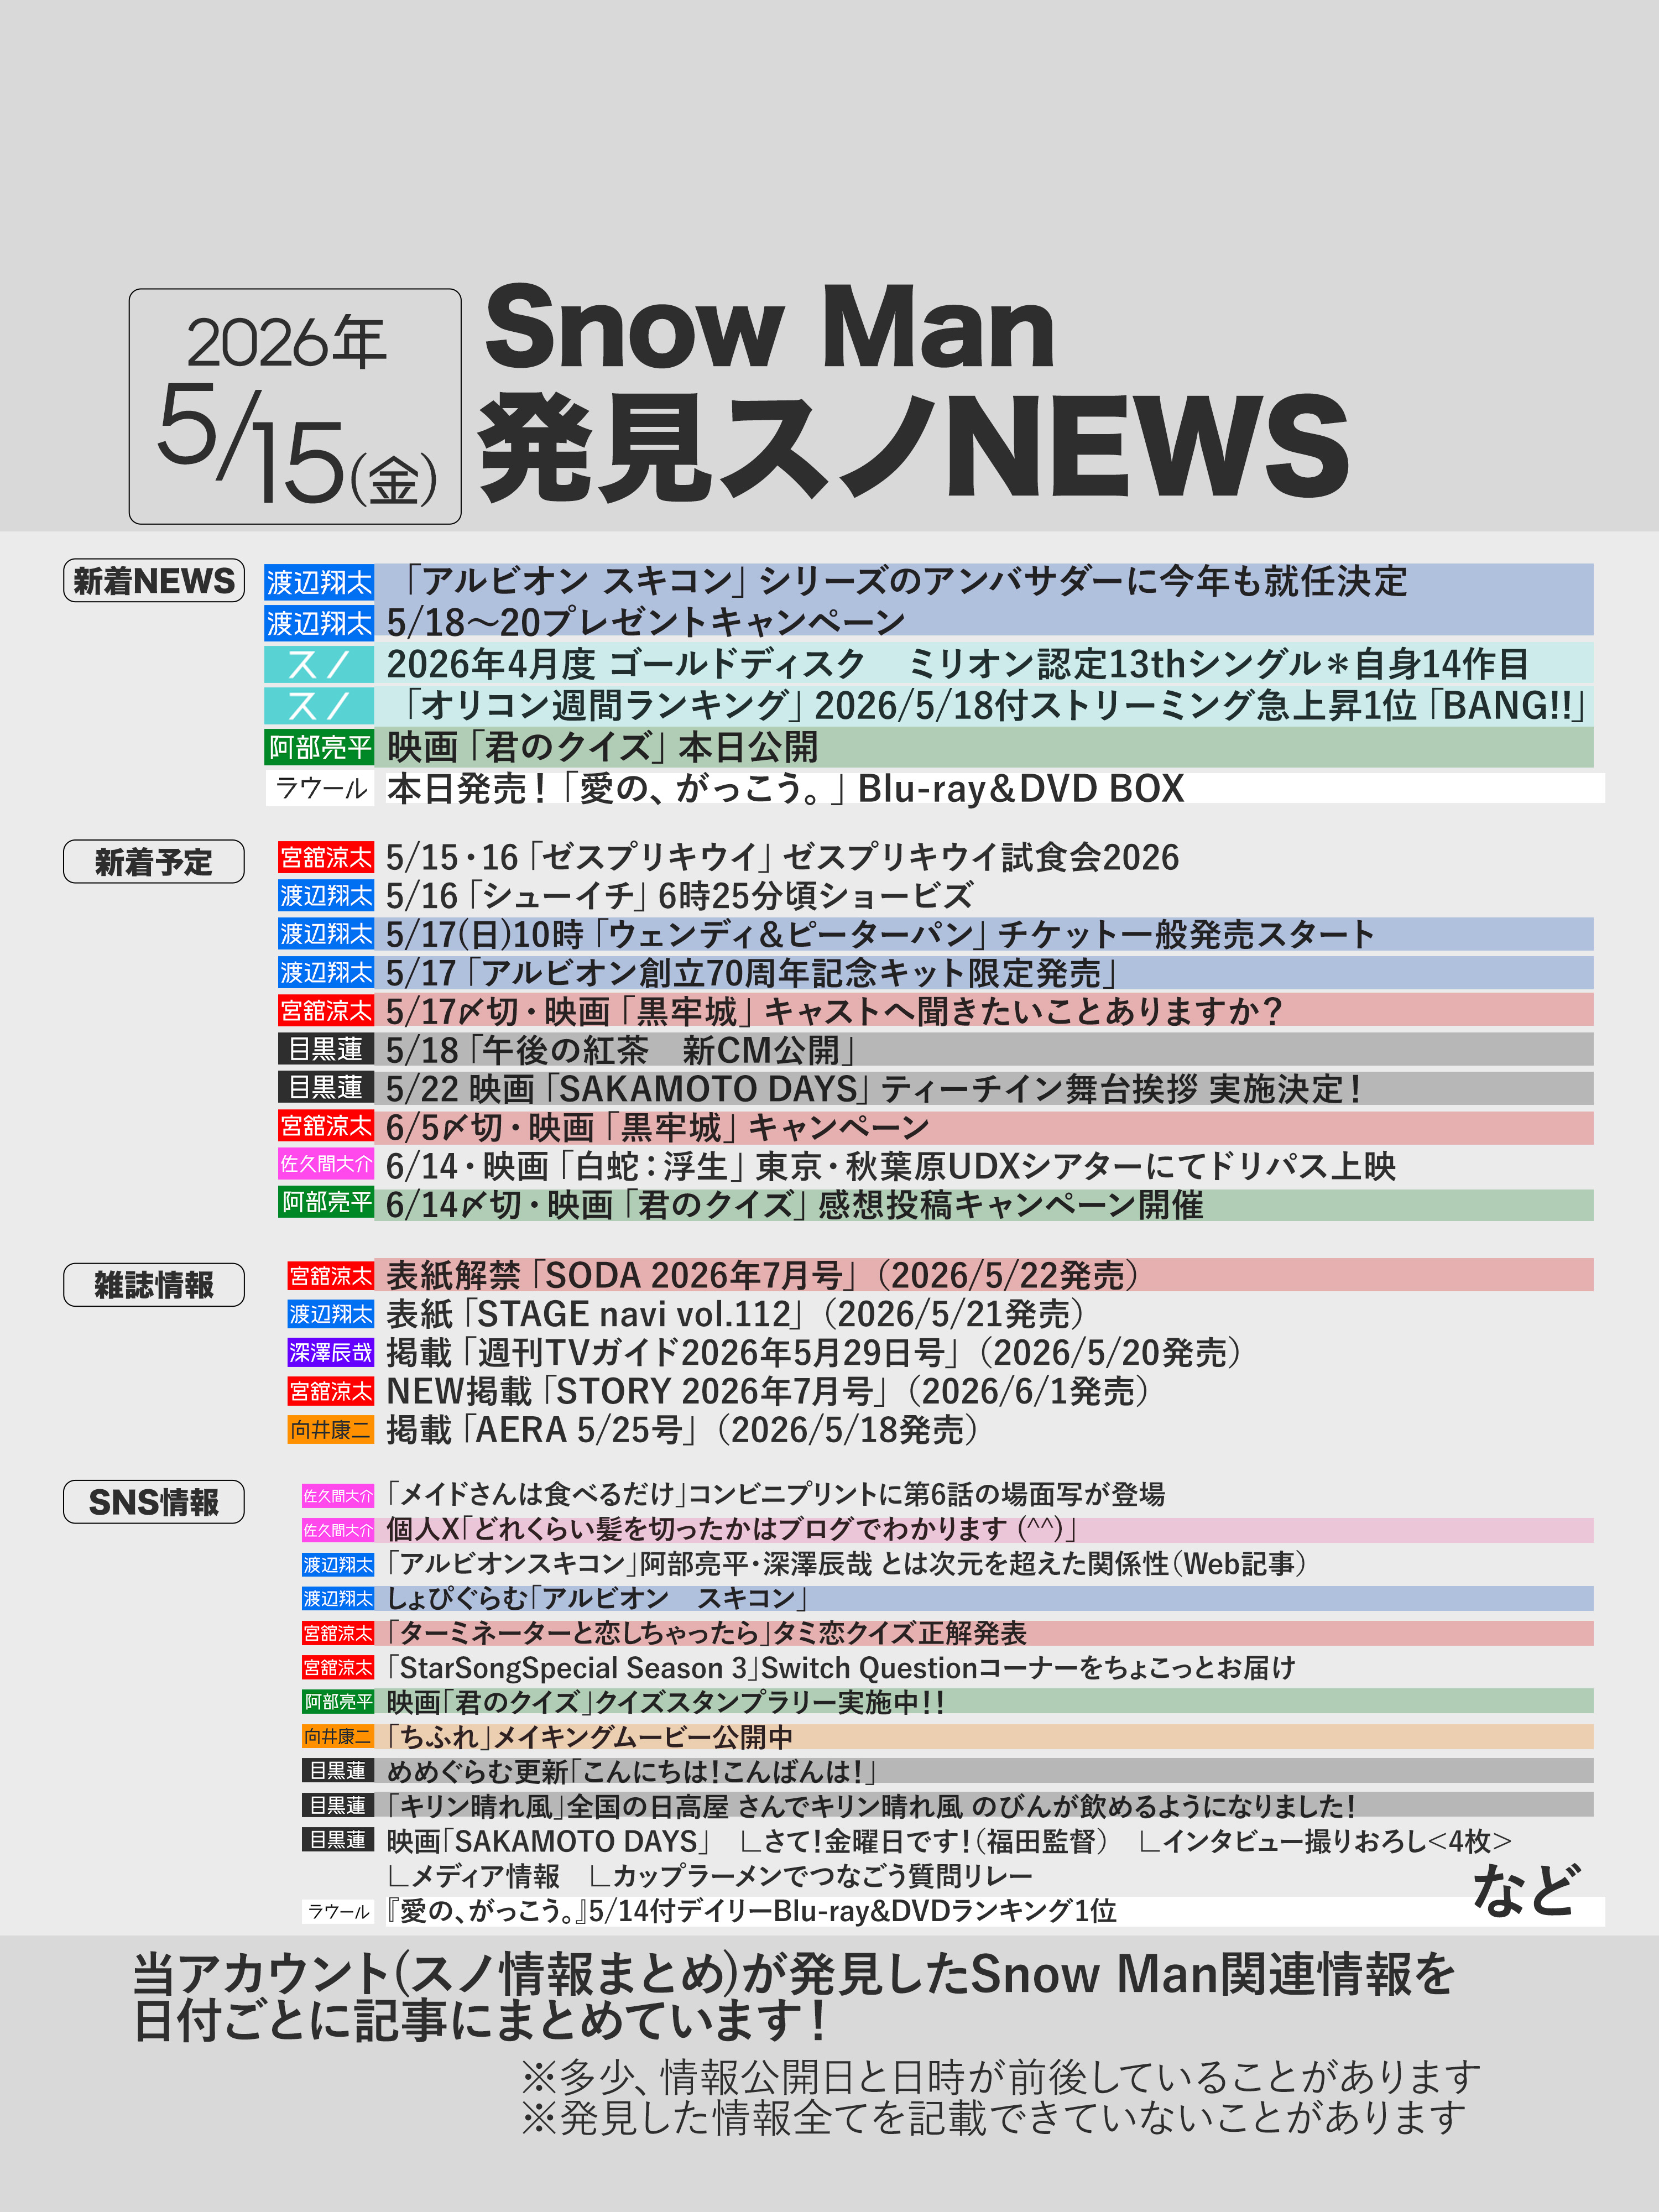 2026年
5/15(金)
Snow Man
発見スノNEWS
新着NEWS
渡辺翔太 「アルビオン スキコン」シリーズのアンバサダーに今年も就任決定
渡辺翔太 5/18〜20プレゼントキャンペーン
スノ 2026年4月度 ゴールドディスク　ミリオン認定13thシングル＊自身14作目
スノ 「オリコン週間ランキング」2026/5/18付ストリーミング急上昇1位「BANG!!」
阿部亮平 映画「君のクイズ」本日公開
ラウール 本日発売！「愛の、がっこう。」Blu-ray＆DVD BOX
新着予定
宮舘涼太 5/15・16「ゼスプリキウイ」ゼスプリキウイ試食会2026
渡辺翔太 5/16「シューイチ」6時25分頃ショービズ
渡辺翔太 5/17(日)10時「ウェンディ&ピーターパン」チケット一般発売スタート
渡辺翔太 5/17「アルビオン創立70周年記念キット限定発売」
宮舘涼太 5/17〆切・映画「黒牢城」キャストへ聞きたいことありますか？
目黒蓮 5/18「午後の紅茶　新CM公開」
目黒蓮 5/22 映画「SAKAMOTO DAYS」ティーチイン舞台挨拶 実施決定！
宮舘涼太 6/5〆切・映画「黒牢城」キャンペーン
佐久間大介 6/14・映画「白蛇：浮生」東京・秋葉原UDXシアターにてドリパス上映
阿部亮平 6/14〆切・映画「君のクイズ」感想投稿キャンペーン開催
雑誌情報
宮舘涼太 表紙解禁「SODA 2026年7月号」（2026/5/22発売）
渡辺翔太 表紙「STAGE navi vol.112」（2026/5/21発売）
深澤辰哉 掲載「週刊TVガイド2026年5月29日号」（2026/5/20発売）
宮舘涼太 NEW掲載「STORY 2026年7月号」（2026/6/1発売）
向井康二 掲載「AERA 5/25号」（2026/5/18発売）
SNS情報
佐久間大介 「メイドさんは食べるだけ」コンビニプリントに第6話の場面写が登場
佐久間大介 個人X「どれくらい髪を切ったかはブログでわかります (^^)」
渡辺翔太 「アルビオンスキコン」阿部亮平・深澤辰哉 とは次元を超えた関係性（Web記事）
渡辺翔太 しょぴぐらむ「アルビオン　スキコン」
宮舘涼太 「ターミネーターと恋しちゃったら」タミ恋クイズ正解発表
宮舘涼太 「StarSongSpecial Season 3」Switch Questionコーナーをちょこっとお届け
阿部亮平 映画「君のクイズ」クイズスタンプラリー実施中！！
向井康二 「ちふれ」メイキングムービー公開中
目黒蓮 めめぐらむ更新「こんにちは！こんばんは！」
目黒蓮 「キリン晴れ風」全国の日高屋 さんでキリン晴れ風 のびんが飲めるようになりました！
目黒蓮 映画「SAKAMOTO DAYS」　∟さて！金曜日です！（福田監督）　∟インタビュー撮りおろし<4枚>
∟メディア情報　∟カップラーメンでつなごう質問リレー
ラウール 『愛の、がっこう。』5/14付デイリーBlu-ray&DVDランキング1位
など
当アカウント(スノ情報まとめ)が発見したSnow Man関連情報を
日付ごとに記事にまとめています！
※多少、情報公開日と日時が前後していることがあります
※発見した情報全てを記載できていないことがあります